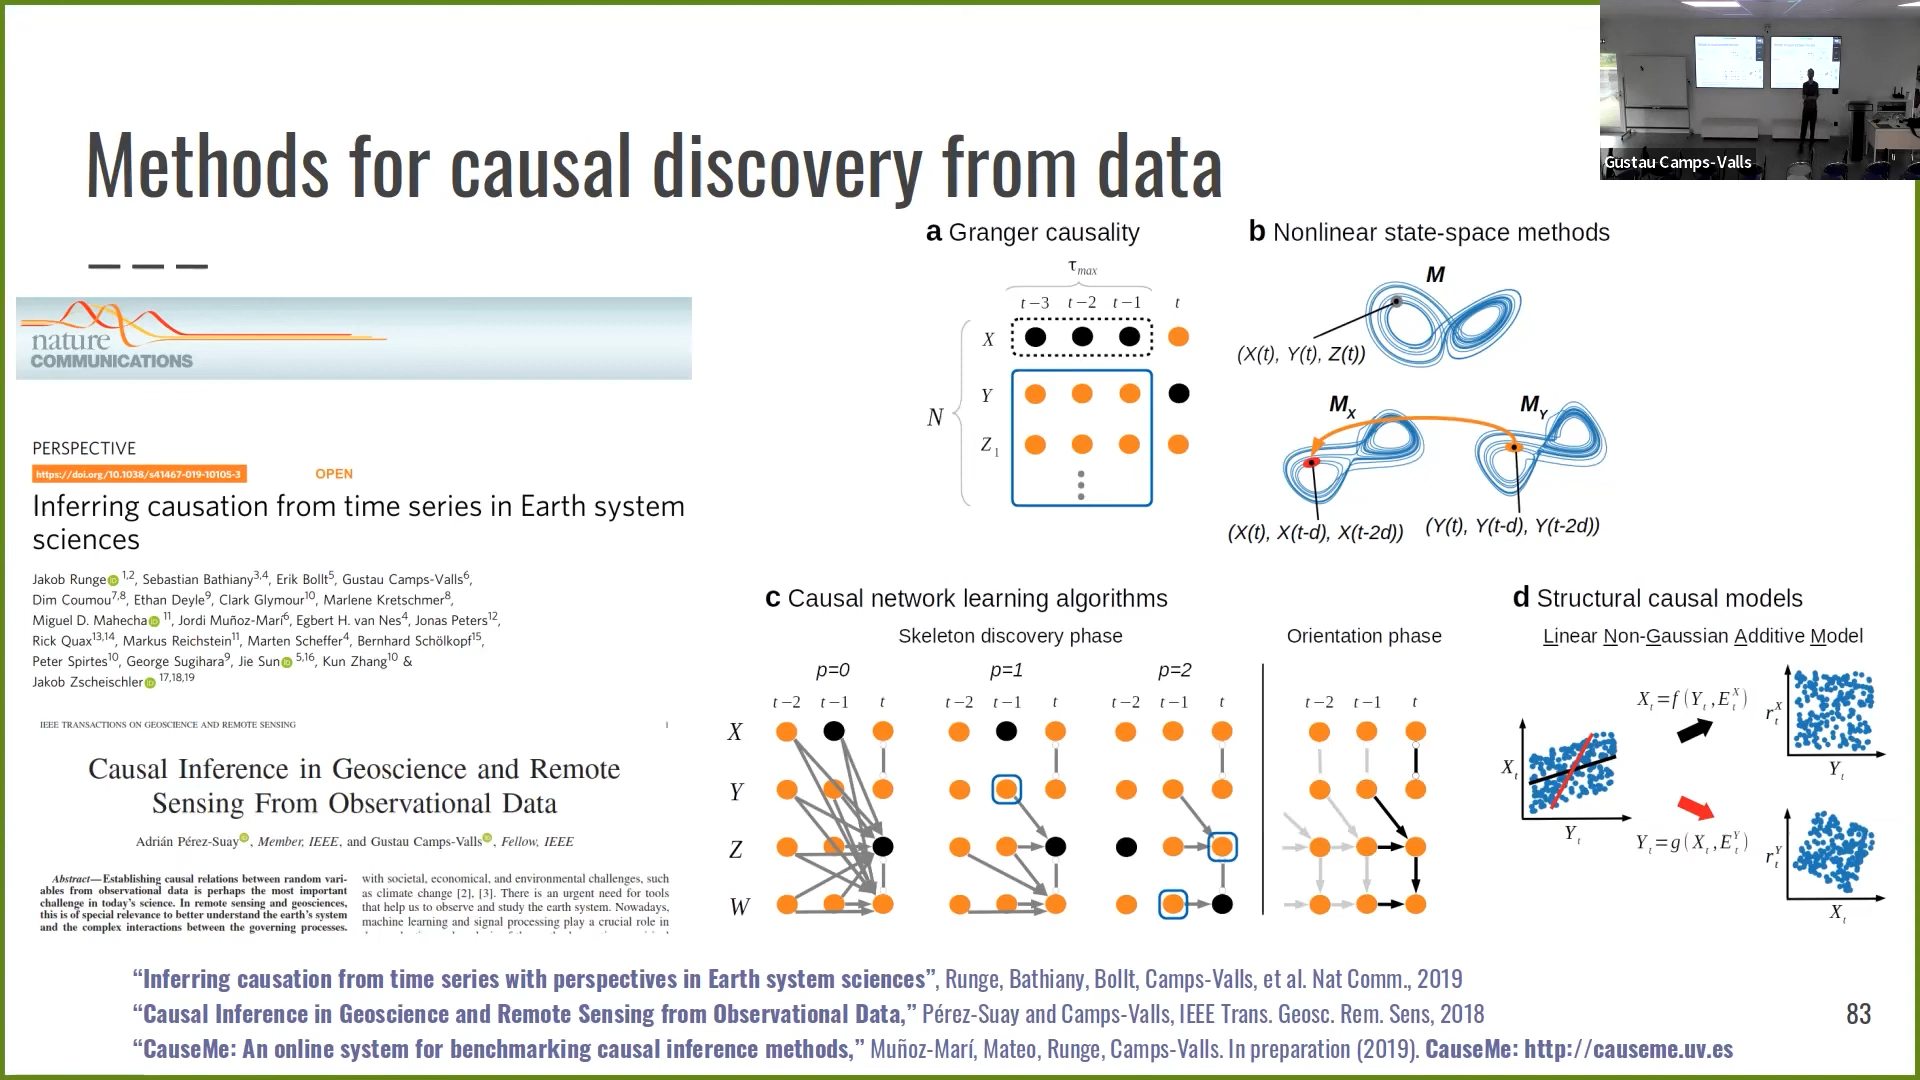 Gustau Camps-Valls
Methods for causal discovery from data
nature
COMMUNICATIONS
PERSPECTIVE
https://doi.org/10.1038/s41467-019-10105-3 OPEN
Inferring causation from time series in Earth system
sciences
Jakob Runge 1,2, Sebastian Bathiany3,4, Erik Bollt5, Gustau Camps-Valls6,
Dim Coumou7,8, Ethan Deyle9, Clark Glymour10, Marlene Kretschmer8,
Miguel D. Mahecha 11, Jordi Muñoz-Marí6, Egbert H. van Nes4, Jonas Peters12,
Rick Quax13,14, Markus Reichstein11, Marten Scheffer4, Bernhard Schölkopf15,
Peter Spirtes10, George Sugihara9, Jie Sun 5,16, Kun Zhang10 &
Jakob Zscheischler 17,18,19
IEEE TRANSACTIONS ON GEOSCIENCE AND REMOTE SENSING 1
Causal Inference in Geoscience and Remote
Sensing From Observational Data
Adrián Pérez-Suay, Member, IEEE, and Gustau Camps-Valls, Fellow, IEEE
Abstract—Establishing causal relations between random vari-
ables from observational data is perhaps the most important
challenge in today's science. In remote sensing and geosciences,
this is of special relevance to better understand the earth's system
and the complex interactions between the governing processes.
with societal, economical, and environmental challenges, such
as climate change [2], [3]. There is an urgent need for tools
that help us to observe and study the earth system. Nowadays,
machine learning and signal processing play a crucial role in
a Granger causality
τmax
t−3 t−2 t−1 t
X
Y
N
Z1
b Nonlinear state-space methods
M
(X(t), Y(t), Z(t))
MX MY
(X(t), X(t-d), X(t-2d)) (Y(t), Y(t-d), Y(t-2d))
c Causal network learning algorithms
Skeleton discovery phase Orientation phase
p=0 p=1 p=2
t−2 t−1 t t−2 t−1 t t−2 t−1 t t−2 t−1 t
X
Y
Z
W
d Structural causal models
Linear Non-Gaussian Additive Model
Xt=f(Yt,EtX) rtX
Yt
Xt
Yt
Yt=g(Xt,EtY) rtY
Xt
“Inferring causation from time series with perspectives in Earth system sciences”, Runge, Bathiany, Bollt, Camps-Valls, et al. Nat Comm., 2019
“Causal Inference in Geoscience and Remote Sensing from Observational Data,” Pérez-Suay and Camps-Valls, IEEE Trans. Geosc. Rem. Sens, 2018
“CauseMe: An online system for benchmarking causal inference methods,” Muñoz-Marí, Mateo, Runge, Camps-Valls. In preparation (2019). CauseMe: http://causeme.uv.es
83